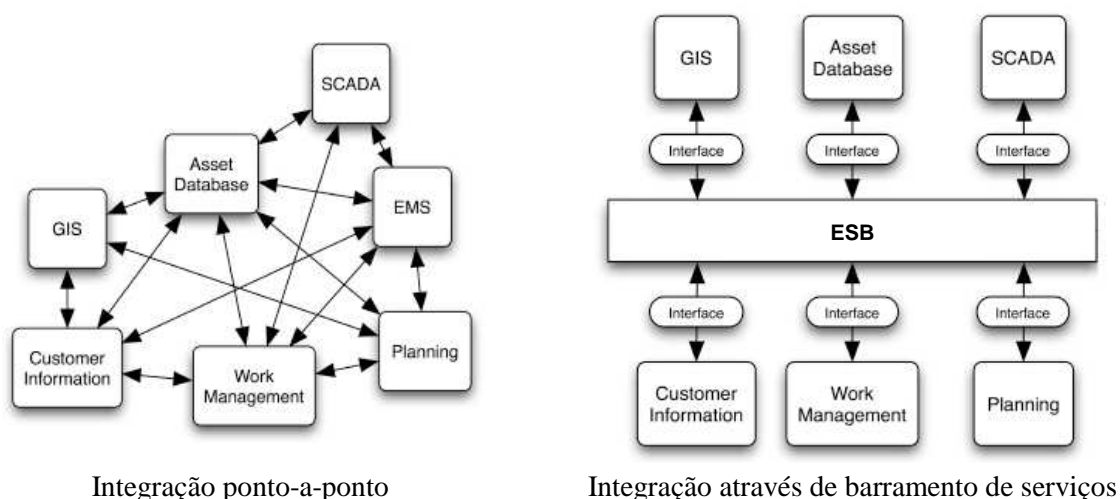 SCADA
Asset
Database
EMS
GIS
Customer
Information
Work
Management
Planning
Integração ponto-a-ponto
GIS
Asset
Database
SCADA
Interface
Interface
Interface
ESB
Interface
Interface
Interface
Customer
Information
Work
Management
Planning
Integração através de barramento de serviços